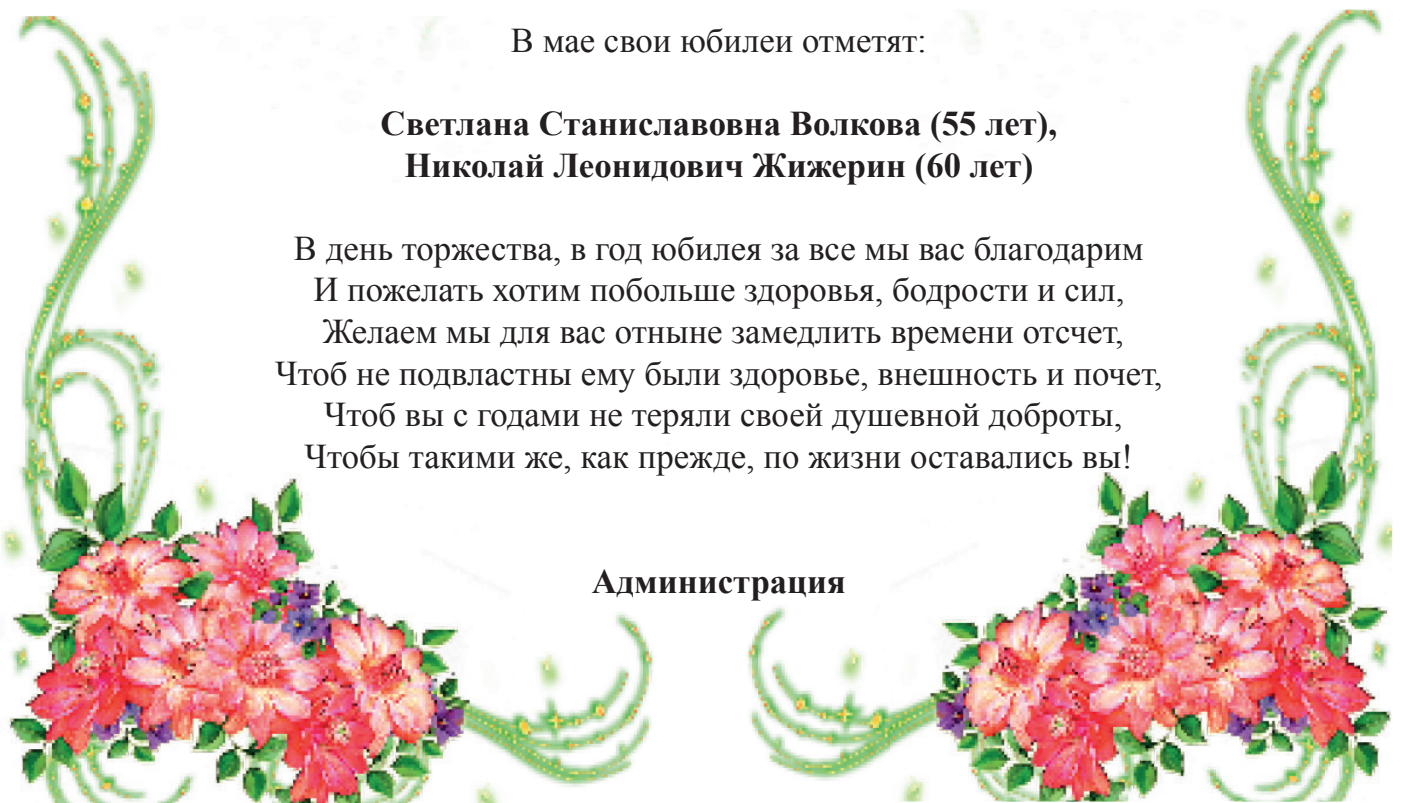 В мае свои юбилеи отметят:
Светлана Станиславовна Волкова (55 лет),
Николай Леонидович Жижерин (60 лет)
В день торжества, в год юбилея за все мы вас благодарим
И пожелать хотим побольше здоровья, бодрости и сил,
Желаем мы для вас отныне замедлить времени отсчет,
Чтоб не подвластны ему были здоровье, внешность и почет,
Чтоб вы с годами не теряли своей душевной доброты,
Чтобы такими же, как прежде, по жизни оставались вы!
Администрация